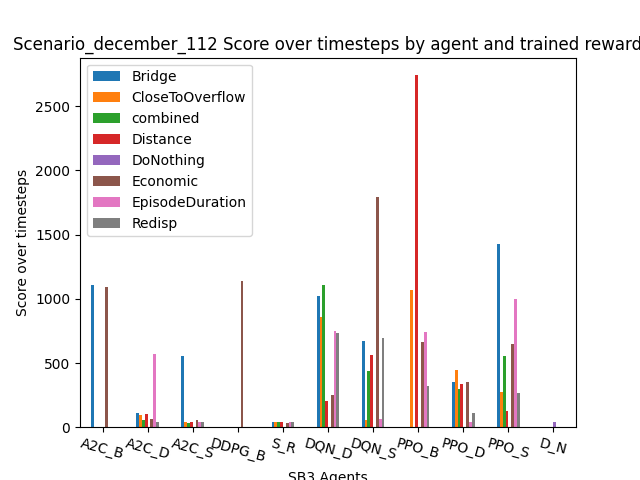 Scenario_december_112 Score over timesteps by agent and trained reward
Score over timesteps
2500
2000
1500
1000
500
0
Bridge
CloseToOverflow
combined
Distance
DoNothing
Economic
EpisodeDuration
Redisp
A2C_B
A2C_D
A2C_S
DDPG_B
S_R
DQN_D
DQN_S
PPO_B
PPO_D
PPO_S
D_N
SB3 Agents